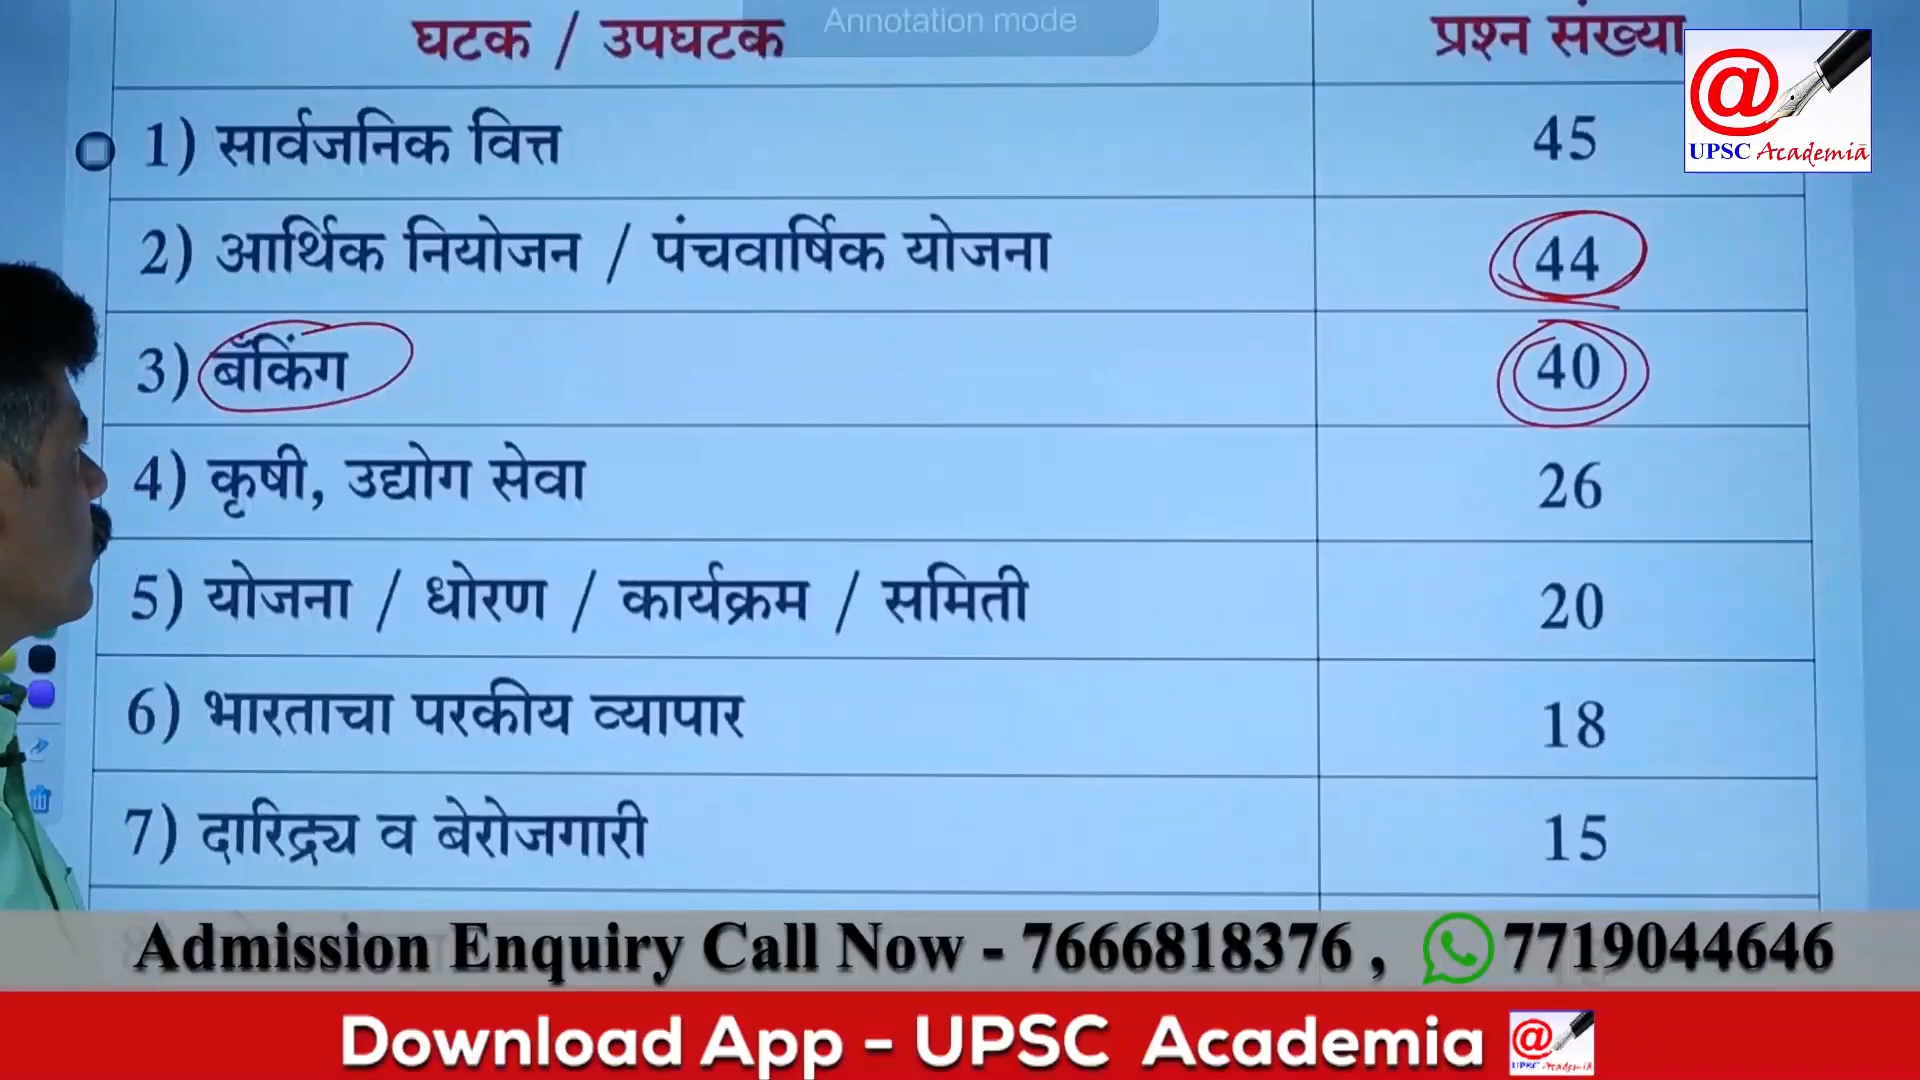 Annotation mode
घटक / उपघटक प्रश्न संख्या
@
UPSC Academia
1) सार्वजनिक वित्त 45
2) आर्थिक नियोजन / पंचवार्षिक योजना 44
3) बॅकिंग 40
4) कृषी, उद्योग सेवा 26
5) योजना / धोरण / कार्यक्रम / समिती 20
6) भारताचा परकीय व्यापार 18
7) दारिद्र्य व बेरोजगारी 15
Admission Enquiry Call Now - 7666818376 , 7719044646
Download App - UPSC Academia @
UPSC Academia